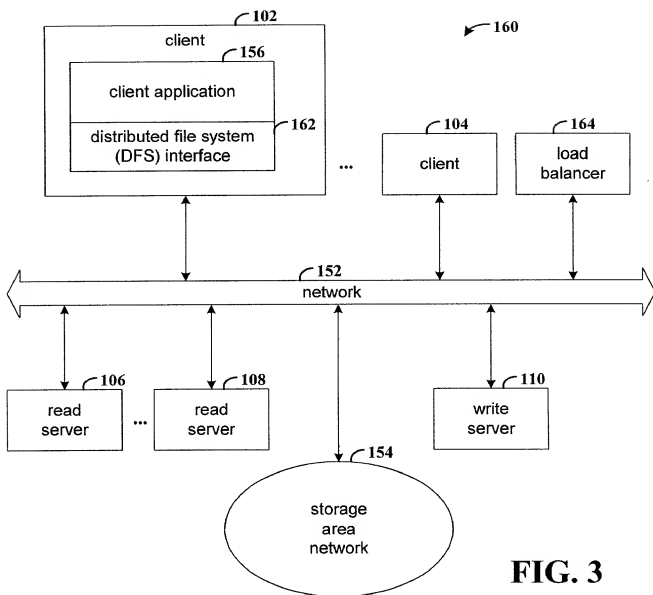 102
client
156
client application
162
distributed file system
(DFS) interface
...
104
client
164
load
balancer
160
152
network
106
read
server
...
108
read
server
110
write
server
154
storage
area
network
FIG. 3